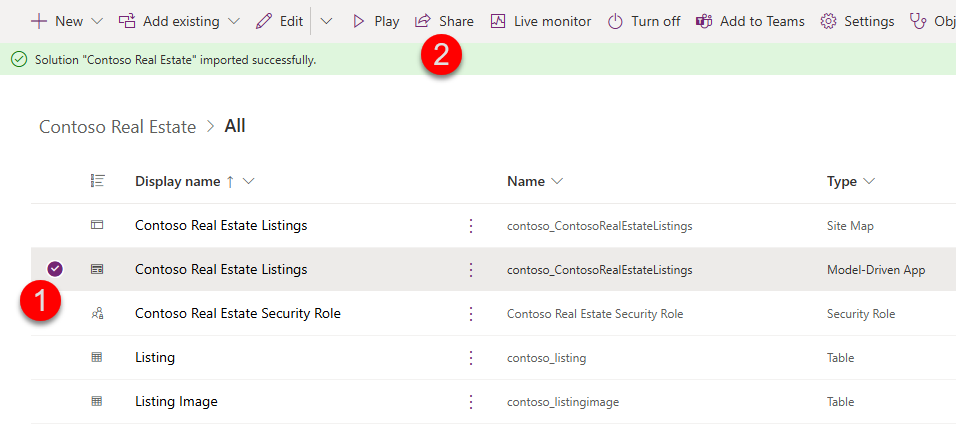 New Add existing Edit Play Share Live monitor Turn off Add to Teams Settings Obj
2
Solution "Contoso Real Estate" imported successfully.
Contoso Real Estate > All
Display name ↑ Name Type
Contoso Real Estate Listings contoso_ContosoRealEstateListings Site Map
Contoso Real Estate Listings contoso_ContosoRealEstateListings Model-Driven App
1
Contoso Real Estate Security Role Contoso Real Estate Security Role Security Role
Listing contoso_listing Table
Listing Image contoso_listingimage Table